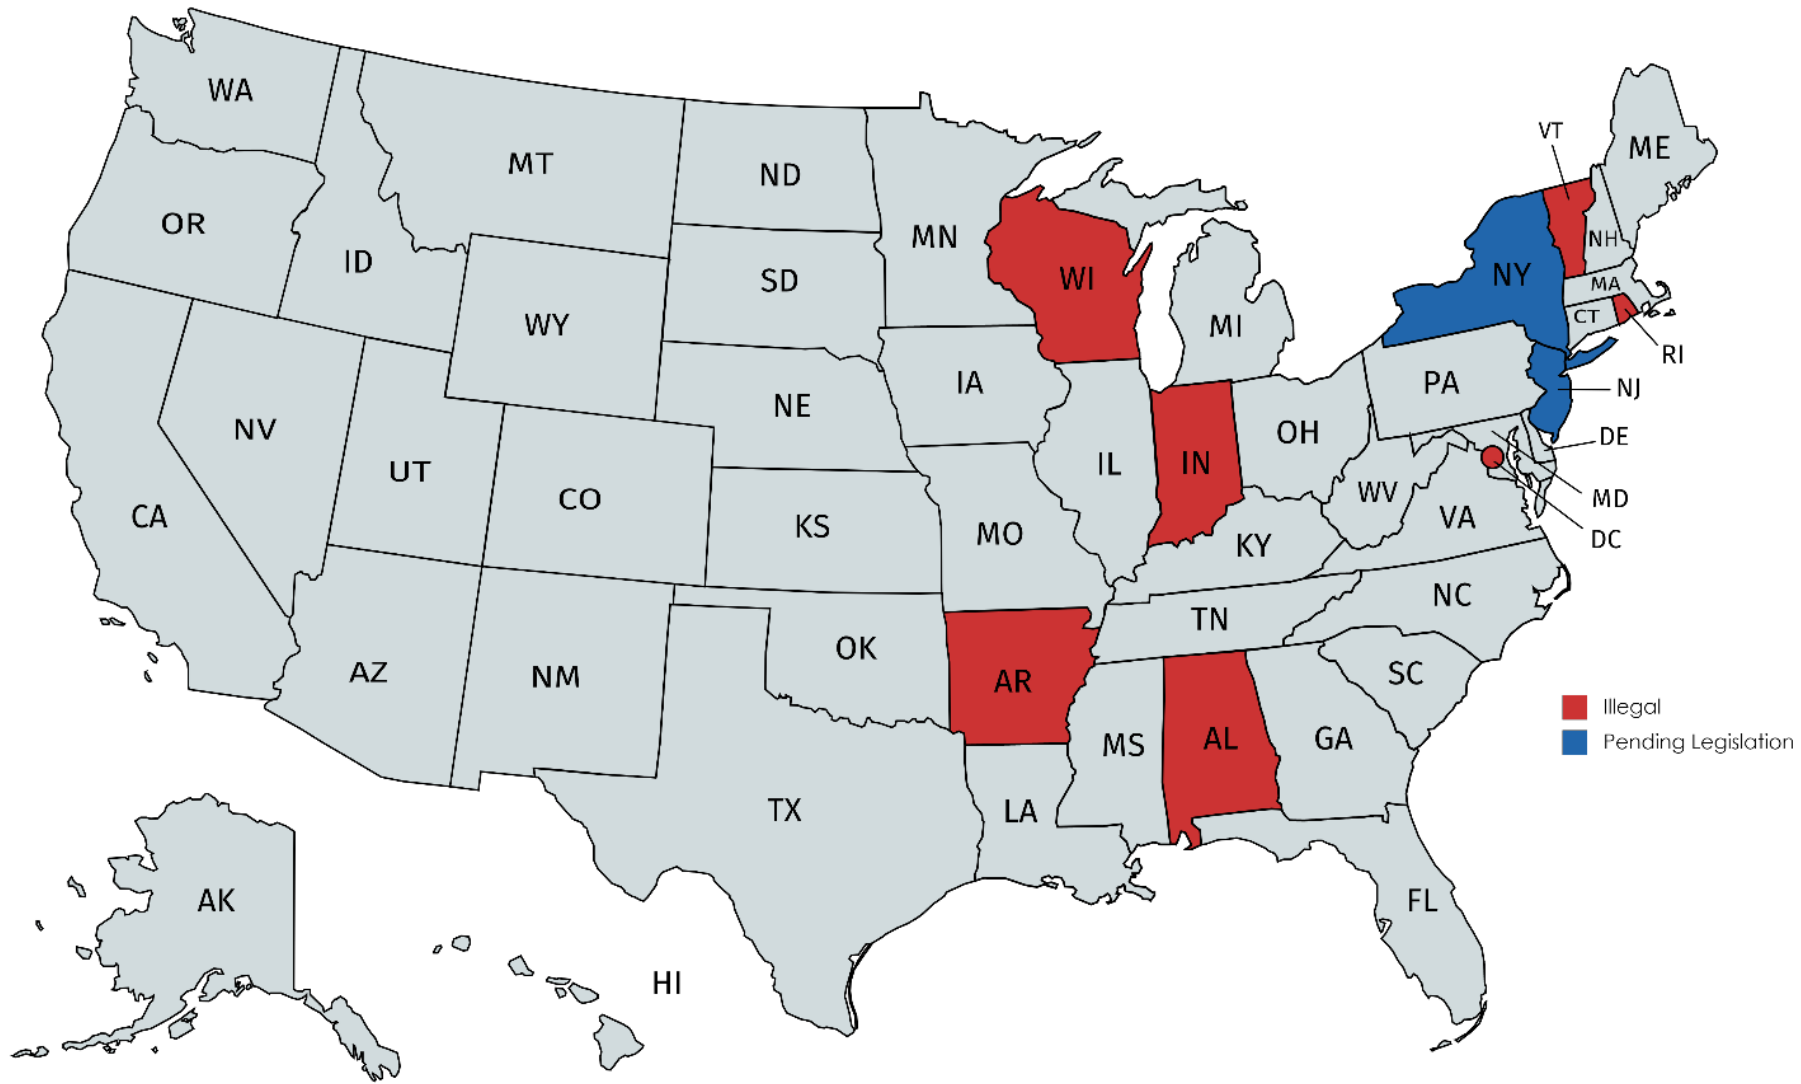 WA
MT
ND
MN
VT
ME
OR
ID
SD
WI
NH
NY
MA
WY
MI
CT
RI
IA
PA
NJ
NE
NV
OH
DE
UT
IL
IN
CO
WV
MD
CA
KS
MO
VA
DC
KY
NC
TN
AZ
NM
OK
AR
SC
Illegal
MS
AL
GA
Pending Legislation
TX
LA
AK
FL
HI